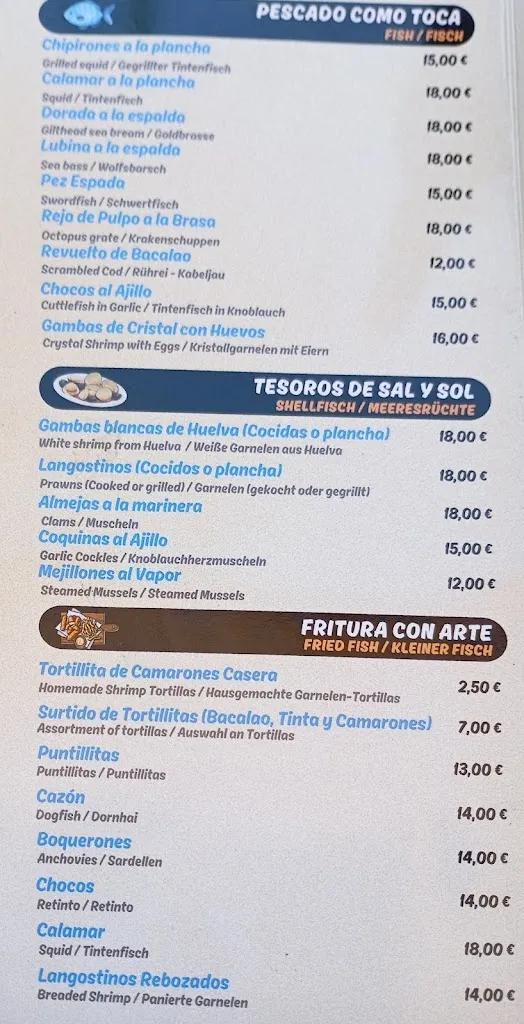 PESCADO COMO TOCA
FISH / FISCH
Chipirones a la plancha 15,00 €
Grilled squid / Gegrillter Tintenfisch
Calamar a la plancha 18,00 €
Squid / Tintenfisch
Dorada a la espalda 18,00 €
Gilthead sea bream / Goldbrasse
Lubina a la espalda 18,00 €
Sea bass / Wolfsbarsch
Pez Espada 15,00 €
Swordfish / Schwertfisch
Reja de Pulpo a la Brasa 18,00 €
Octopus grate / Krakenschuppen
Revuelto de Bacalao 12,00 €
Scrambled Cod / Rührei - Kabeljau
Chocos al Ajillo 15,00 €
Cuttlefish in Garlic / Tintenfisch in Knoblauch
Gambas de Cristal con Huevos 16,00 €
Crystal Shrimp with Eggs / Kristallgarnelen mit Eiern
TESOROS DE SAL Y SOL
SHELLFISCH / MEERESRÜCHTE
Gambas blancas de Huelva (Cocidas o plancha) 18,00 €
White shrimp from Huelva / Weiße Garnelen aus Huelva
Langostinos (Cocidos o plancha) 18,00 €
Prawns (Cooked or grilled) / Garnelen (gekocht oder gegrillt)
Almejas a la marinera 18,00 €
Clams / Muscheln
Coquinas al Ajillo 15,00 €
Garlic Cockles / Knoblauchherzmuscheln
Mejillones al Vapor 12,00 €
Steamed Mussels / Steamed Mussels
FRITURA CON ARTE
FRIED FISH / KLEINER FISCH
Tortillita de Camarones Casera 2,50 €
Homemade Shrimp Tortillas / Hausgemachte Garnelen-Tortillas
Surtido de Tortillitas (Bacalao, Tinta y Camarones) 7,00 €
Assortment of tortillas / Auswahl an Tortillas
Puntillitas 13,00 €
Puntillitas / Puntillitas
Cazón 14,00 €
Dogfish / Dornhai
Boquerones 14,00 €
Anchovies / Sardellen
Chocos 14,00 €
Retinto / Retinto
Calamar 18,00 €
Squid / Tintenfisch
Langostinos Rebozados 14,00 €
Breaded Shrimp / Panierte Garnelen